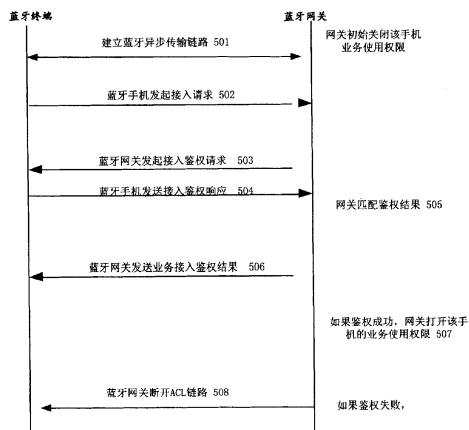 蓝牙终端
蓝牙网关
建立蓝牙异步传输链路 501
网关初始关闭该手机
业务使用权限
蓝牙手机发起接入请求 502
蓝牙网关发起接入鉴权请求 503
蓝牙手机发送接入鉴权响应 504
网关匹配鉴权结果 505
蓝牙网关发送业务接入鉴权结果 506
如果鉴权成功，网关打开该手
机的业务使用权限 507
蓝牙网关断开ACL链路 508
如果鉴权失败，